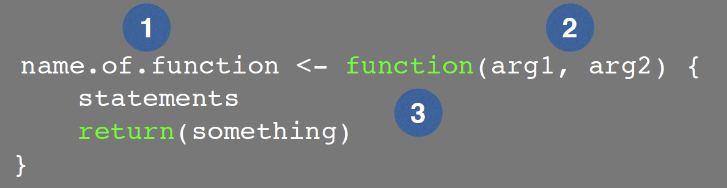 1 2
name.of.function <- function(arg1, arg2) {
statements
3
return(something)
}